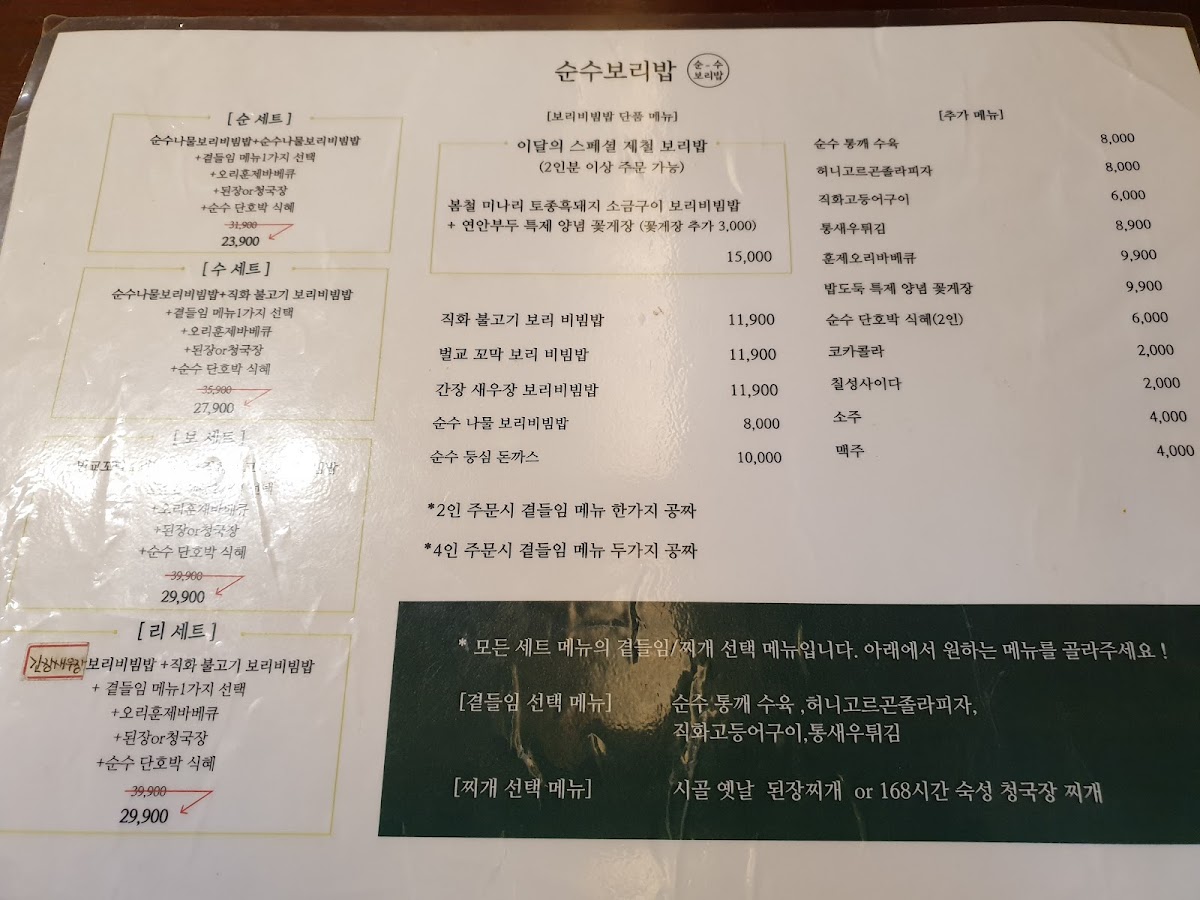 순수보리밥
순-수
보리밥
[순 세트]
순수나물보리비빔밥+순수나물보리비빔밥
+곁들임 메뉴1가지 선택
+오리훈제바베큐
+된장or청국장
+순수 단호박 식혜
31,900
23,900
[수 세트]
순수나물보리비빔밥+직화 불고기 보리비빔밥
+곁들임 메뉴1가지 선택
+오리훈제바베큐
+된장or청국장
+순수 단호박 식혜
35,900
27,900
[보 세트]
벌교꼬막
+오리훈제바베큐
+된장or청국장
+순수 단호박 식혜
39,900
29,900
[리 세트]
간장새우장보리비빔밥 +직화 불고기 보리비빔밥
+ 곁들임 메뉴1가지 선택
+오리훈제바베큐
+된장or청국장
+순수 단호박 식혜
39,900
29,900
[보리비빔밥 단품 메뉴]
이달의 스페셜 제철 보리밥
(2인분 이상 주문 가능)
봄철 미나리 토종흑돼지 소금구이 보리비빔밥
+ 연안부두 특제 양념 꽃게장 (꽃게장 추가 3,000)
15,000
직화 불고기 보리 비빔밥 11,900
벌교 꼬막 보리 비빔밥 11,900
간장 새우장 보리비빔밥 11,900
순수 나물 보리비빔밥 8,000
순수 등심 돈까스 10,000
*2인 주문시 곁들임 메뉴 한가지 공짜
*4인 주문시 곁들임 메뉴 두가지 공짜
[추가 메뉴]
순수 통깨 수육 8,000
허니고르곤졸라피자 8,000
직화고등어구이 6,000
통새우튀김 8,900
훈제오리바베큐 9,900
밥도둑 특제 양념 꽃게장 9,900
순수 단호박 식혜(2인) 6,000
코카콜라 2,000
칠성사이다 2,000
소주 4,000
맥주 4,000
* 모든 세트 메뉴의 곁들임/찌개 선택 메뉴입니다. 아래에서 원하는 메뉴를 골라주세요 !
[곁들임 선택 메뉴] 순수 통깨 수육 ,허니고르곤졸라피자,
직화고등어구이,통새우튀김
[찌개 선택 메뉴] 시골 옛날 된장찌개 or 168시간 숙성 청국장 찌개